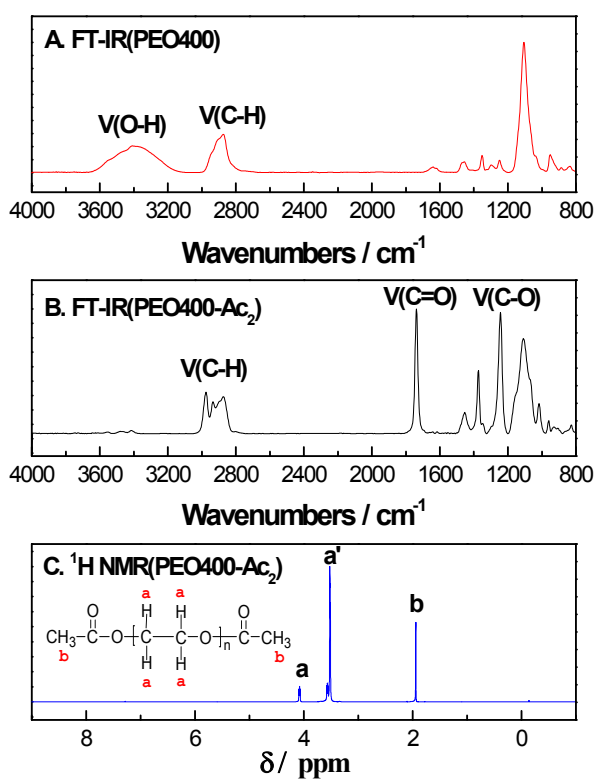 A. FT-IR(PEO400)
V(O-H)
V(C-H)
4000 3600 3200 2800 2400 2000 1600 1200 800
Wavenumbers / cm⁻¹
B. FT-IR(PEO400-Ac₂)
V(C=O)
V(C-O)
V(C-H)
4000 3600 3200 2800 2400 2000 1600 1200 800
Wavenumbers / cm⁻¹
C. ¹H NMR(PEO400-Ac₂)
a'
a a
O H H O
CH₃—C—O—[C—C—O]n—C—CH₃
b H H b
a a
a
b
8 6 4 2 0
δ/ ppm